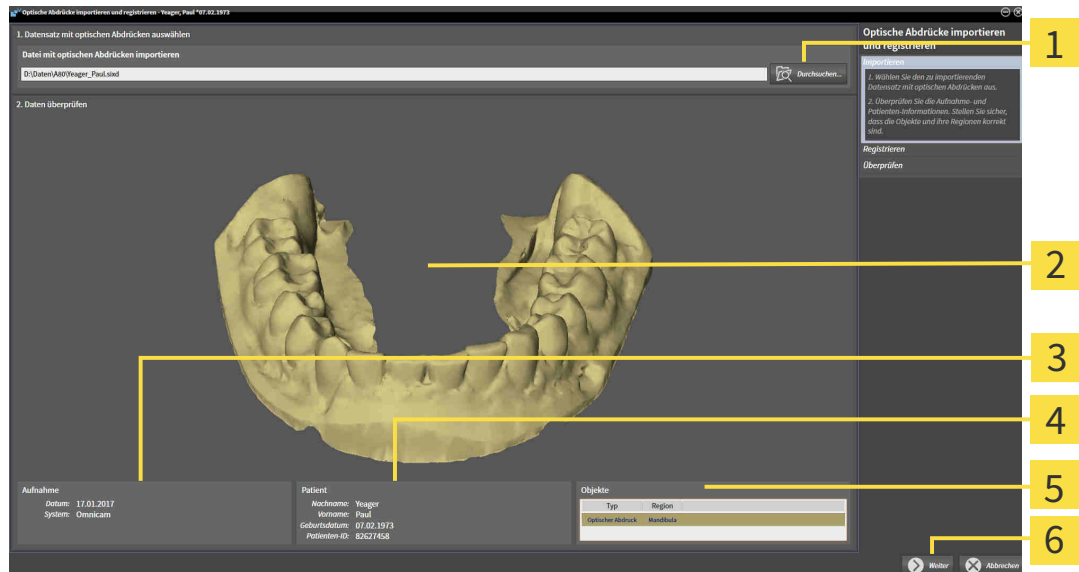 Optische Abdrücke importieren und registrieren - Yeager, Paul *07.02.1973
1. Datensatz mit optischen Abdrücken auswählen
Datei mit optischen Abdrücken importieren
D:\Daten\A80\Yeager_Paul.sixd
Durchsuchen...
2. Daten überprüfen
Aufnahme
Datum: 17.01.2017
System: Omnicam
Patient
Nachname: Yeager
Vorname: Paul
Geburtsdatum: 07.02.1973
Patienten-ID: 82627458
Objekte
Typ Region
Optischer Abdruck Mandibula
Optische Abdrücke importieren
und registrieren
Importieren
1. Wählen Sie den zu importierenden
Datensatz mit optischen Abdrücken aus.
2. Überprüfen Sie die Aufnahme- und
Patienten-Informationen. Stellen Sie sicher,
dass die Objekte und ihre Regionen korrekt
sind.
Registrieren
Überprüfen
Weiter
Abbrechen
1
2
3
4
5
6